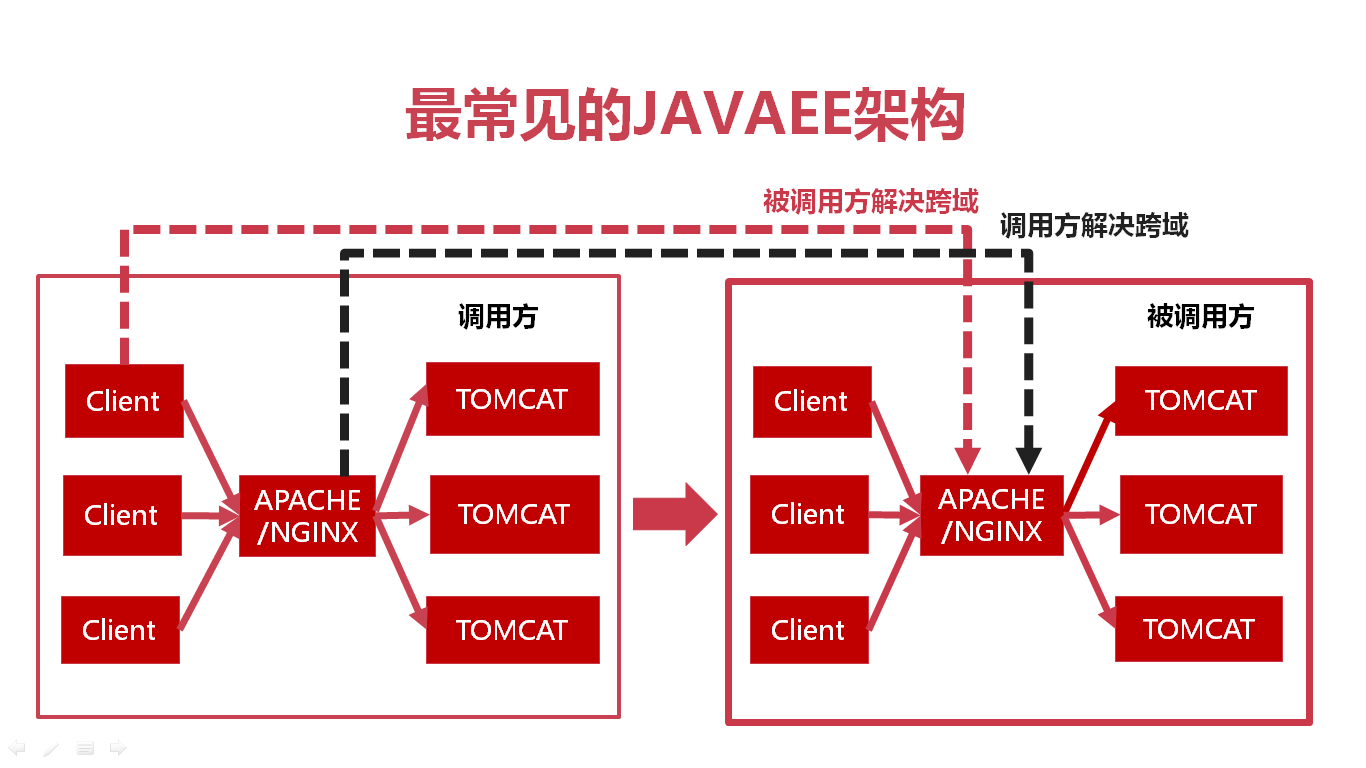 最常见的JAVAEE架构
被调用方解决跨域
调用方解决跨域
调用方
Client
Client
Client
APACHE
/NGINX
TOMCAT
TOMCAT
TOMCAT
被调用方
Client
Client
Client
APACHE
/NGINX
TOMCAT
TOMCAT
TOMCAT